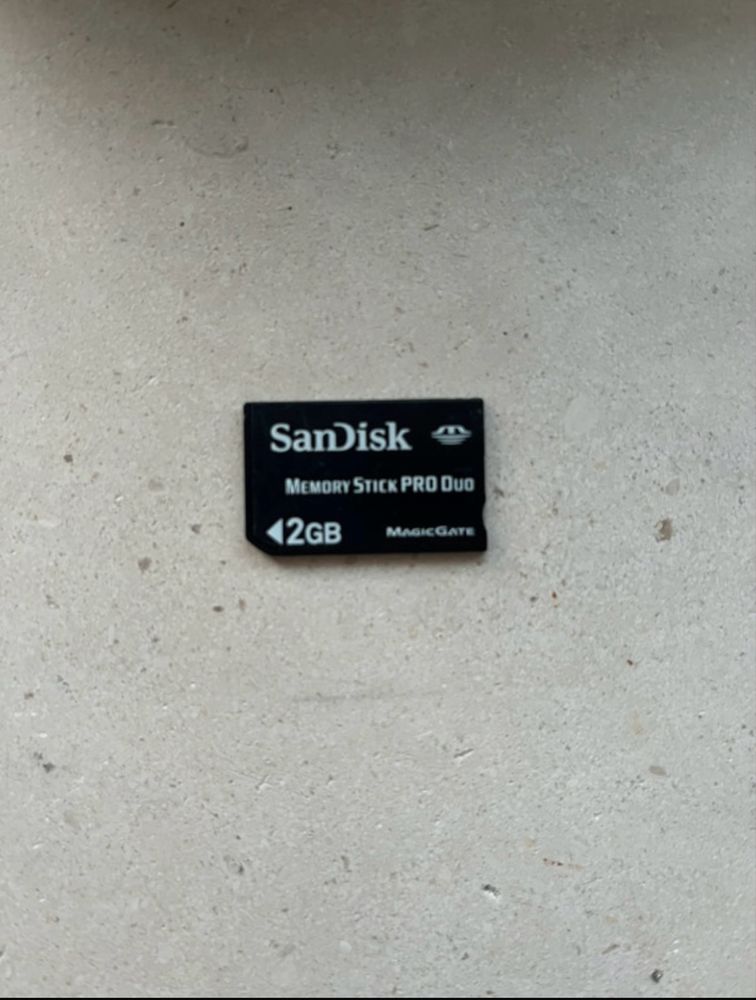 SanDisk
MEMORY STICK PRO DUO
2GB MAGICGATE